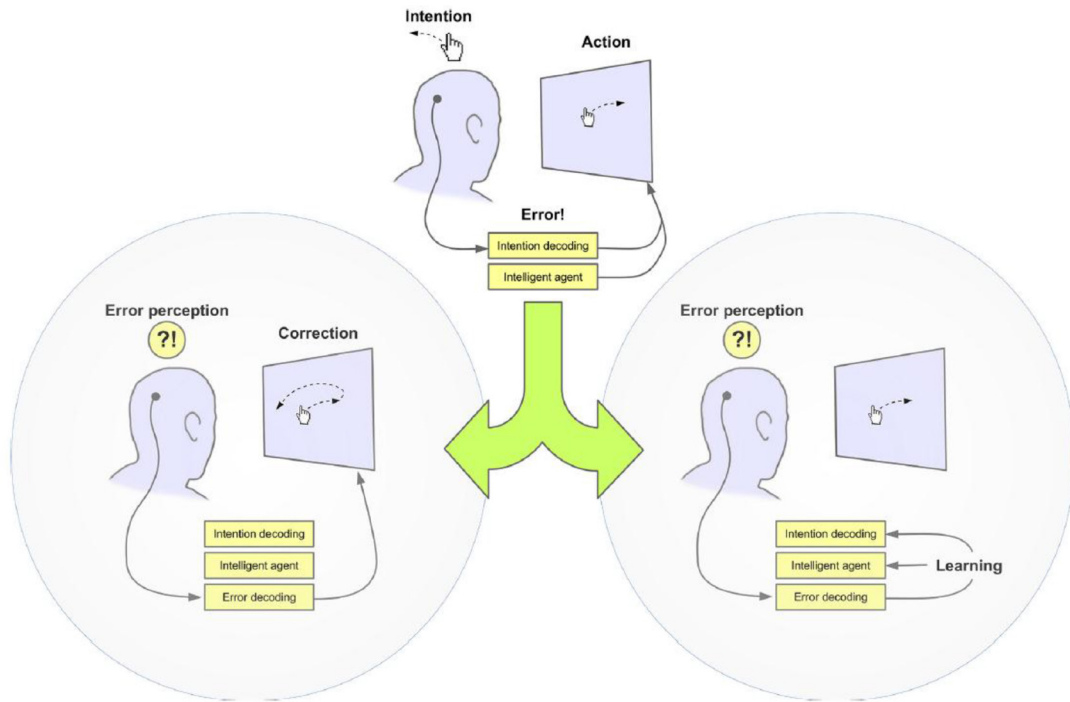 Intention
Action
Error!
Intention decoding
Intelligent agent
Error perception
?!
Correction
Intention decoding
Intelligent agent
Error decoding
Error perception
?!
Intention decoding
Intelligent agent
Learning
Error decoding